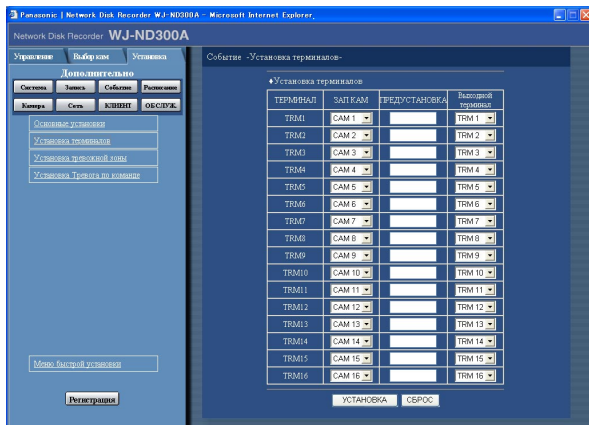 Panasonic | Network Disk Recorder WJ-ND300A - Microsoft Internet Explorer.
Network Disk Recorder WJ-ND300A
Управление Выбор кам Установка
Дополнительно
Система Запись Событие Расписание
Камера Сеть КЛИЕНТ ОБСЛУЖ.
Основные установки
Установка терминалов
Установка тревожной зоны
Установка Тревога по команде
Меню быстрой установки
Регистрация
Событие -Установка терминалов-
♦Установка терминалов
ТЕРМИНАЛ ЗАП КАМ ПРЕДУСТАНОВКА Выходной терминал
TRM1 CAM 1 TRM 1
TRM2 CAM 2 TRM 2
TRM3 CAM 3 TRM 3
TRM4 CAM 4 TRM 4
TRM5 CAM 5 TRM 5
TRM6 CAM 6 TRM 6
TRM7 CAM 7 TRM 7
TRM8 CAM 8 TRM 8
TRM9 CAM 9 TRM 9
TRM10 CAM 10 TRM 10
TRM11 CAM 11 TRM 11
TRM12 CAM 12 TRM 12
TRM13 CAM 13 TRM 13
TRM14 CAM 14 TRM 14
TRM15 CAM 15 TRM 15
TRM16 CAM 16 TRM 16
УСТАНОВКА СБРОС